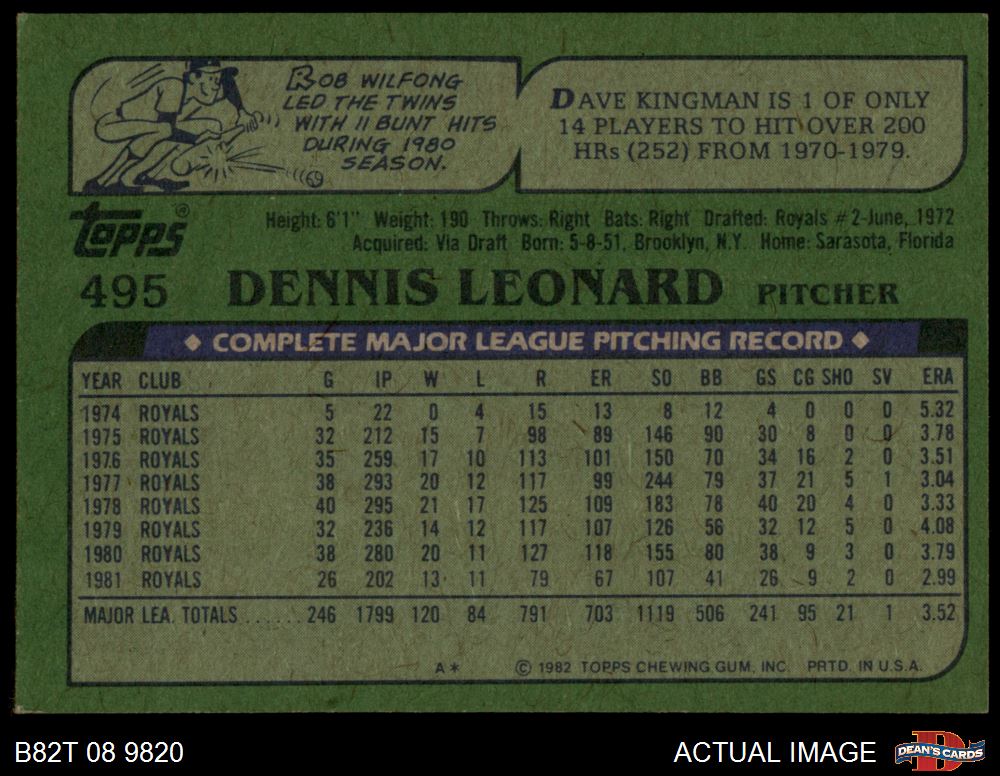 ROB WILFONG
LED THE TWINS
WITH 11 BUNT HITS
DURING 1980
SEASON.
DAVE KINGMAN IS 1 OF ONLY
14 PLAYERS TO HIT OVER 200
HRs (252) FROM 1970-1979.
topps®
Height: 6'1" Weight: 190 Throws: Right Bats: Right Drafted: Royals #2-June, 1972
Acquired: Via Draft Born: 5-8-51, Brooklyn, N.Y. Home: Sarasota, Florida
495 DENNIS LEONARD PITCHER
◆ COMPLETE MAJOR LEAGUE PITCHING RECORD ◆
YEAR CLUB G IP W L R ER SO BB GS CG SHO SV ERA
1974 ROYALS 5 22 0 4 15 13 8 12 4 0 0 0 5.32
1975 ROYALS 32 212 15 7 98 89 146 90 30 8 0 0 3.78
1976 ROYALS 35 259 17 10 113 101 150 70 34 16 2 0 3.51
1977 ROYALS 38 293 20 12 117 99 244 79 37 21 5 1 3.04
1978 ROYALS 40 295 21 17 125 109 183 78 40 20 4 0 3.33
1979 ROYALS 32 236 14 12 117 107 126 56 32 12 5 0 4.08
1980 ROYALS 38 280 20 11 127 118 155 80 38 9 3 0 3.79
1981 ROYALS 26 202 13 11 79 67 107 41 26 9 2 0 2.99
MAJOR LEA. TOTALS ...... 246 1799 120 84 791 703 1119 506 241 95 21 1 3.52
A* © 1982 TOPPS CHEWING GUM, INC. PRTD. IN U.S.A.
B82T 08 9820
ACTUAL IMAGE
DEAN'S CARDS